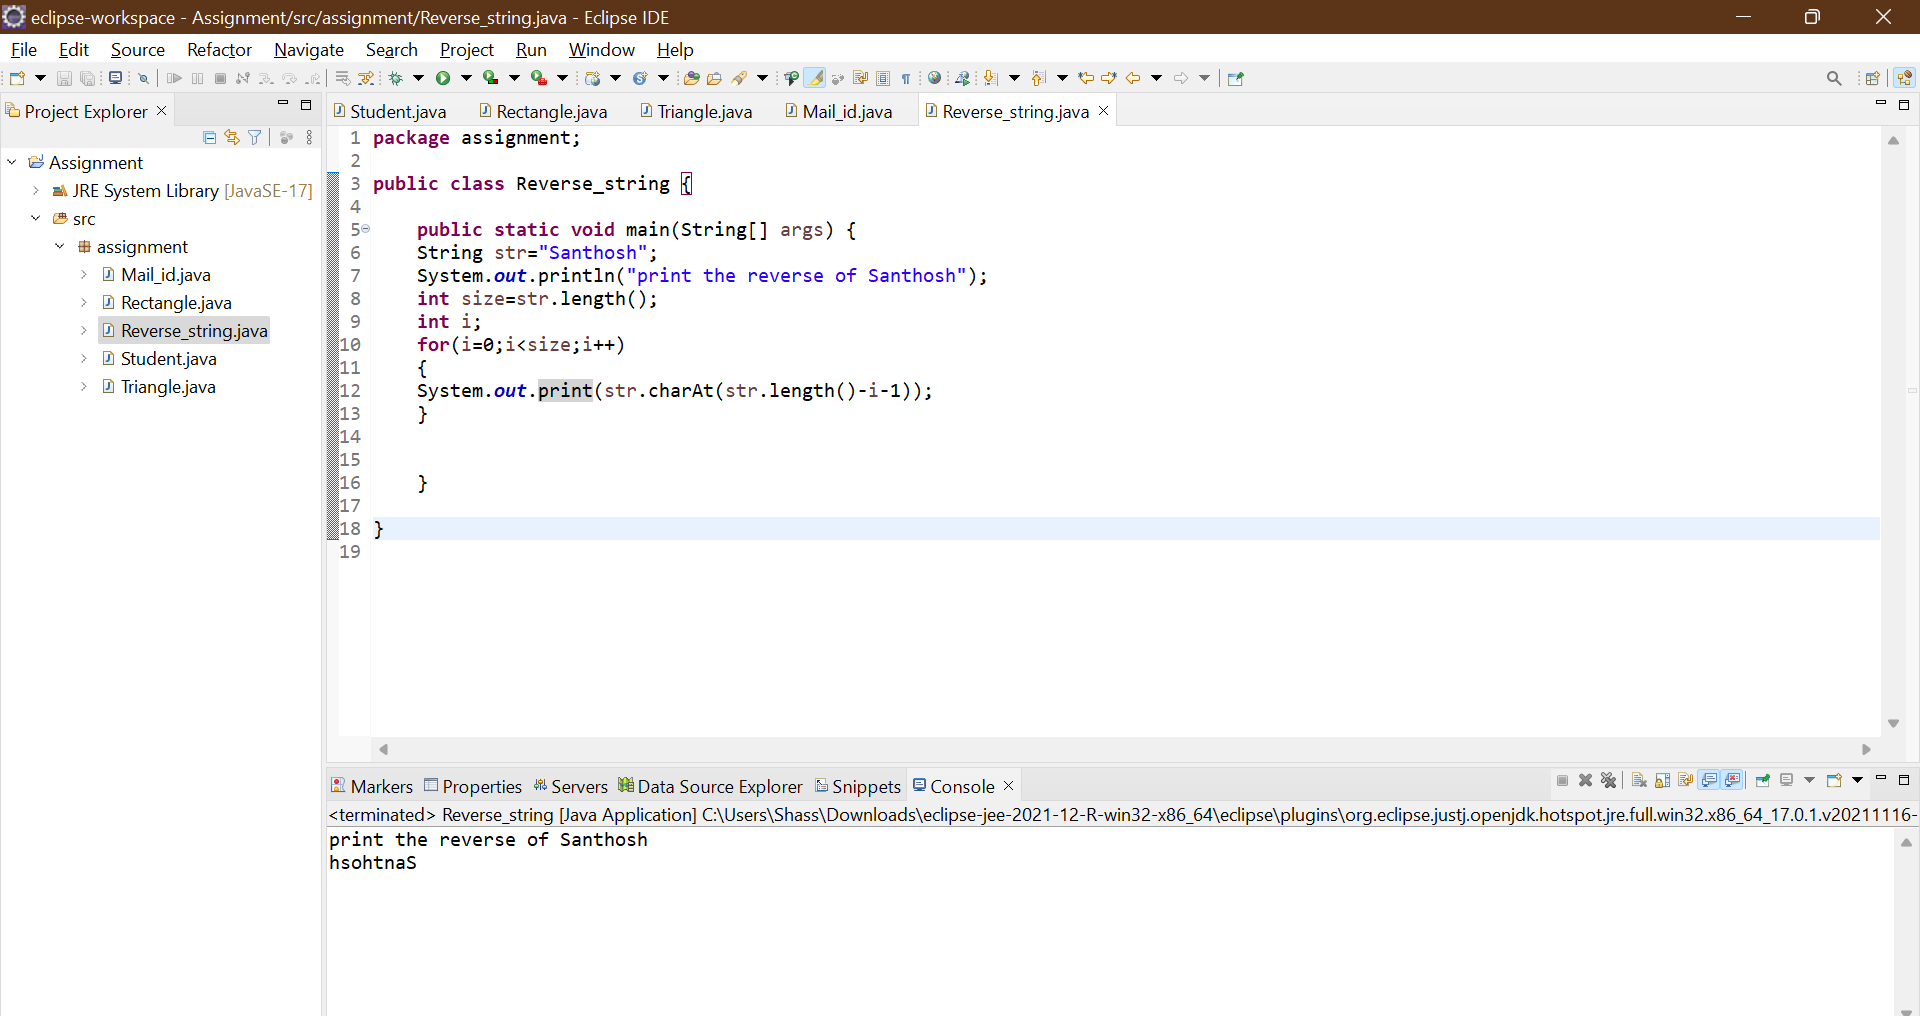 eclipse-workspace - Assignment/src/assignment/Reverse_string.java - Eclipse IDE
File Edit Source Refactor Navigate Search Project Run Window Help
Project Explorer
Student.java Rectangle.java Triangle.java Mail_id.java Reverse_string.java
Assignment
JRE System Library [JavaSE-17]
src
assignment
Mail_id.java
Rectangle.java
Reverse_string.java
Student.java
Triangle.java
1 package assignment;
2
3 public class Reverse_string {
4
5 public static void main(String[] args) {
6 String str="Santhosh";
7 System.out.println("print the reverse of Santhosh");
8 int size=str.length();
9 int i;
10 for(i=0;i<size;i++)
11 {
12 System.out.print(str.charAt(str.length()-i-1));
13 }
14
15
16 }
17
18 }
19
Markers Properties Servers Data Source Explorer Snippets Console
<terminated> Reverse_string [Java Application] C:\Users\Shass\Downloads\eclipse-jee-2021-12-R-win32-x86_64\eclipse\plugins\org.eclipse.justj.openjdk.hotspot.jre.full.win32.x86_64_17.0.1.v20211116-
print the reverse of Santhosh
hsohtnaS